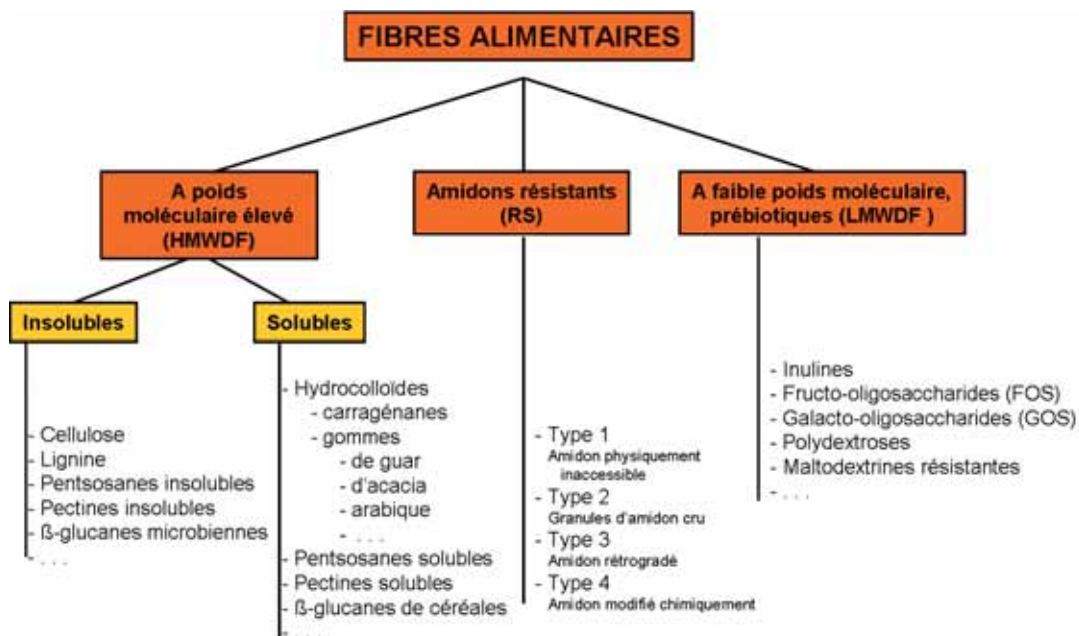 FIBRES ALIMENTAIRES
A poids
moléculaire élevé
(HMWDF)
Insolubles
- Cellulose
- Lignine
- Pentsosanes insolubles
- Pectines insolubles
- ß-glucanes microbiennes
- . . .
Solubles
- Hydrocolloïdes
- carragénanes
- gommes
- de guar
- d'acacia
- arabique
- . . .
- Pentsosanes solubles
- Pectines solubles
- ß-glucanes de céréales
- . . .
Amidons résistants
(RS)
- Type 1
Amidon physiquement
inaccessible
- Type 2
Granules d'amidon cru
- Type 3
Amidon rétrogradé
- Type 4
Amidon modifié chimiquement
A faible poids moléculaire,
prébiotiques (LMWDF )
- Inulines
- Fructo-oligosaccharides (FOS)
- Galacto-oligosaccharides (GOS)
- Polydextroses
- Maltodextrines résistantes
- . . .